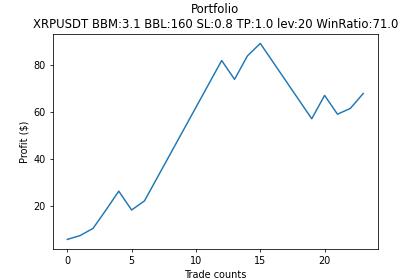 Portfolio
XRPUSDT BBM:3.1 BBL:160 SL:0.8 TP:1.0 lev:20 WinRatio:71.0
80
60
40
20
Profit ($)
0 5 10 15 20
Trade counts